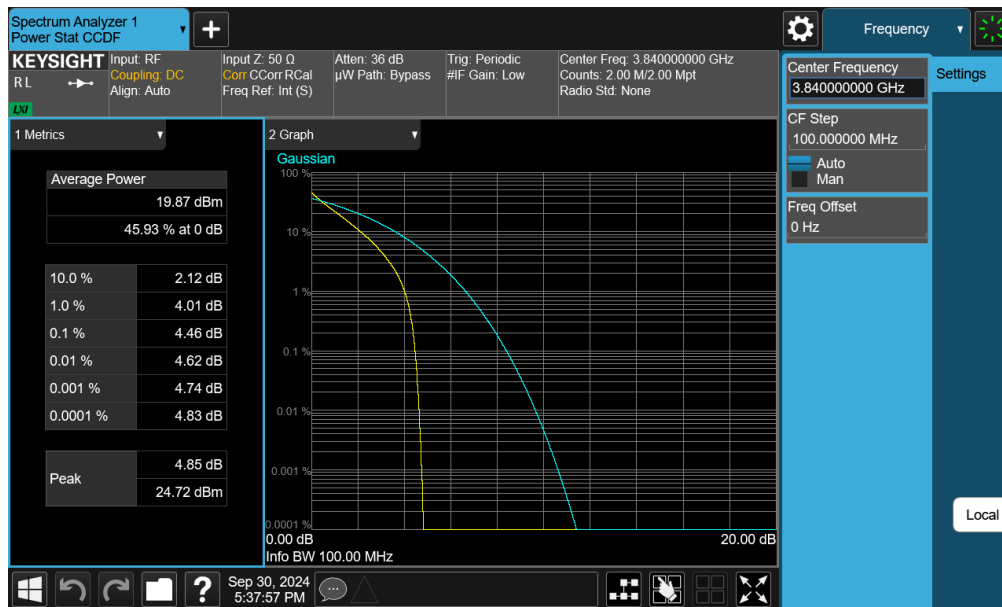 Spectrum Analyzer 1
Power Stat CCDF
▼
+
Frequency
▼
KEYSIGHT
RL
LXI
Input: RF
Coupling: DC
Align: Auto
Input Z: 50 Ω
Corr CCorr RCal
Freq Ref: Int (S)
Atten: 36 dB
µW Path: Bypass
Trig: Periodic
#IF Gain: Low
Center Freq: 3.840000000 GHz
Counts: 2.00 M/2.00 Mpt
Radio Std: None
Center Frequency
3.840000000 GHz
Settings
CF Step
100.000000 MHz
Auto
Man
Freq Offset
0 Hz
Local
1 Metrics
▼
Average Power
19.87 dBm
45.93 % at 0 dB
10.0 % 2.12 dB
1.0 % 4.01 dB
0.1 % 4.46 dB
0.01 % 4.62 dB
0.001 % 4.74 dB
0.0001 % 4.83 dB
Peak
4.85 dB
24.72 dBm
2 Graph
▼
Gaussian
100 %
10 %
1 %
0.1 %
0.01 %
0.001 %
0.0001 %
0.00 dB 20.00 dB
Info BW 100.00 MHz
?
Sep 30, 2024
5:37:57 PM